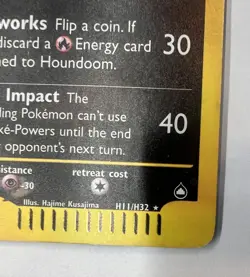 works Flip a coin. If
discard a Energy card 30
ned to Houndoom.
Impact The
ding Pokémon can't use
ké-Powers until the end
opponent's next turn.
40
istance retreat cost
-30
Illus. Hajime Kusajima H11/H32